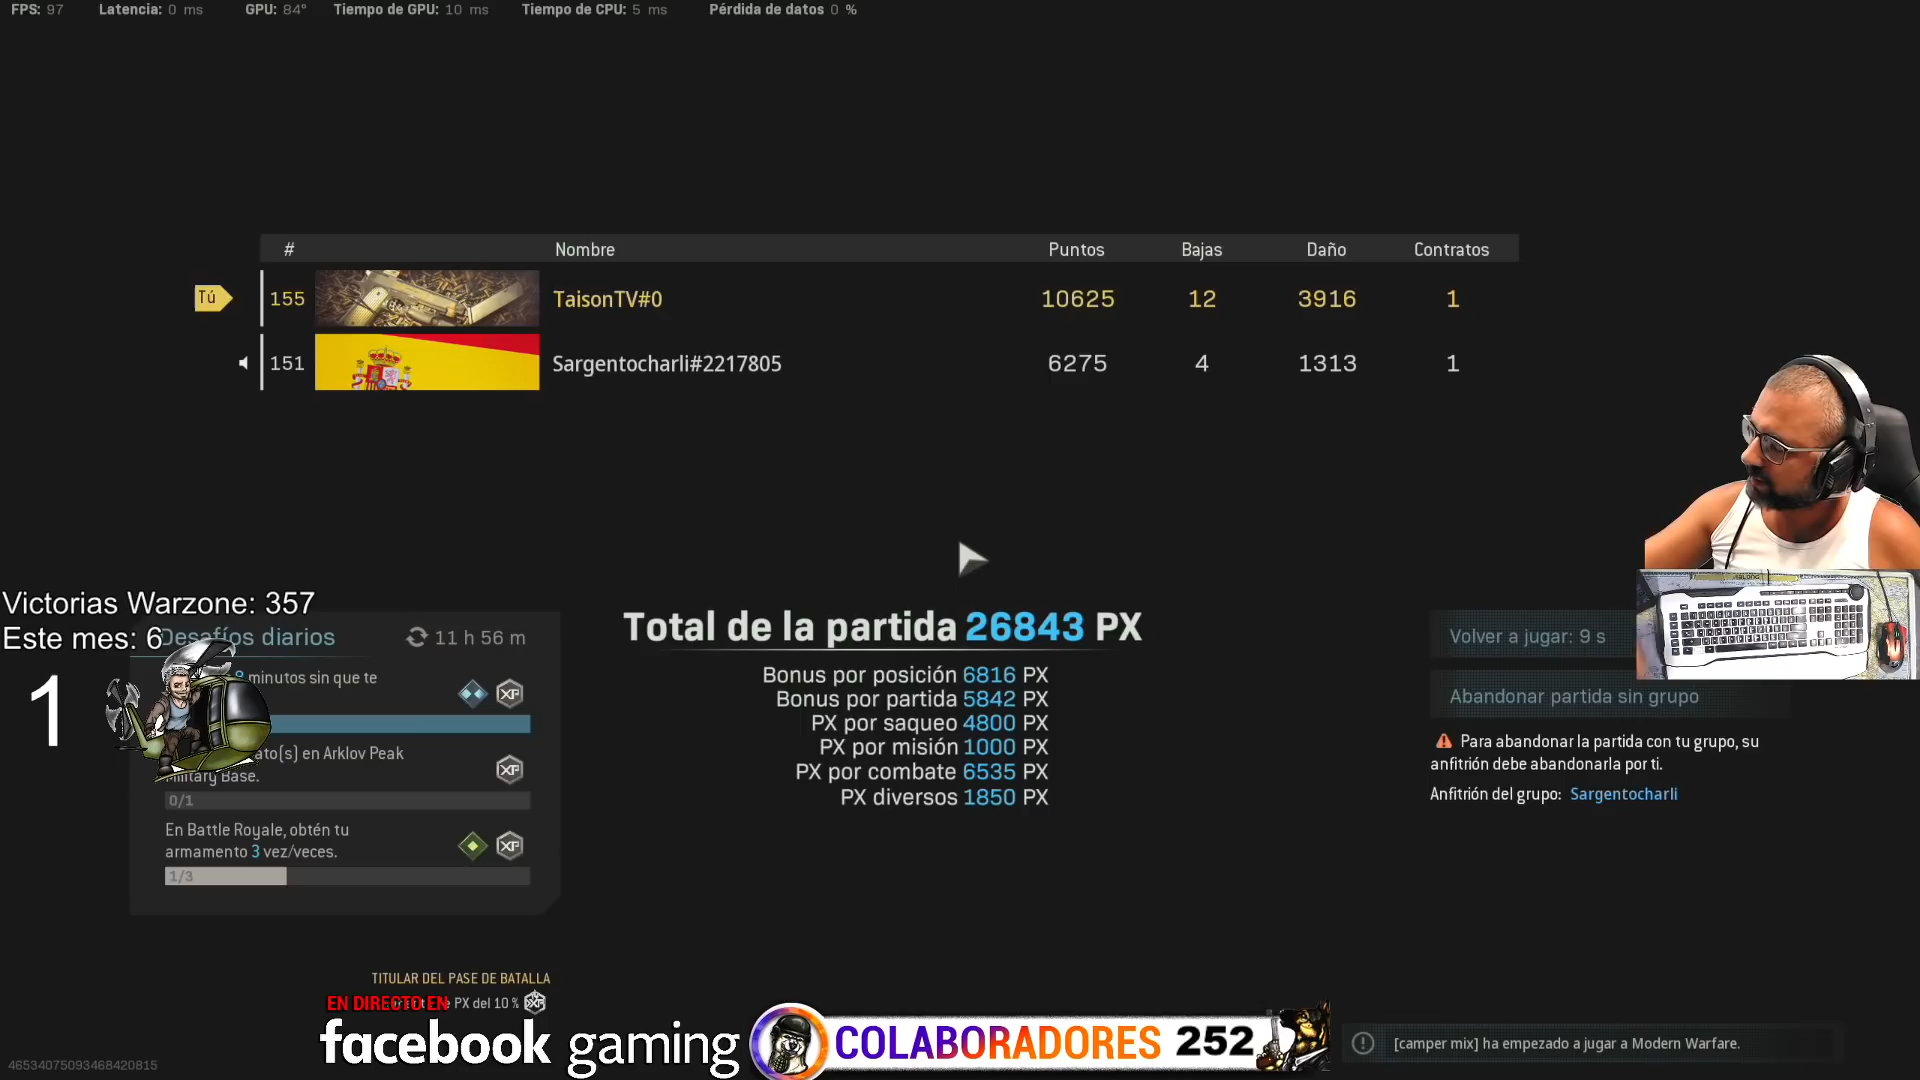 FPS: 97 Latencia: 0 ms GPU: 84° Tiempo de GPU: 10 ms Tiempo de CPU: 5 ms Pérdida de datos 0 %
# Nombre Puntos Bajas Daño Contratos
Tú 155 TaisonTV#0 10625 12 3916 1
151 Sargentocharli#2217805 6275 4 1313 1
Victorias Warzone: 357
Este mes: 6
Desafíos diarios 11 h 56 m
8 minutos sin que te
XP
1
ato(s) en Arklov Peak
Military Base.
XP
0/1
En Battle Royale, obtén tu
armamento 3 vez/veces.
XP
1/3
Total de la partida 26843 PX
Bonus por posición 6816 PX
Bonus por partida 5842 PX
PX por saqueo 4800 PX
PX por misión 1000 PX
PX por combate 6535 PX
PX diversos 1850 PX
Volver a jugar: 9 s
Abandonar partida sin grupo
Para abandonar la partida con tu grupo, su
anfitrión debe abandonarla por ti.
Anfitrión del grupo: Sargentocharli
TITULAR DEL PASE DE BATALLA
EN DIRECTO EN
PX del 10 %
facebook gaming
COLABORADORES 252
[camper mix] ha empezado a jugar a Modern Warfare.
46534075093468420815